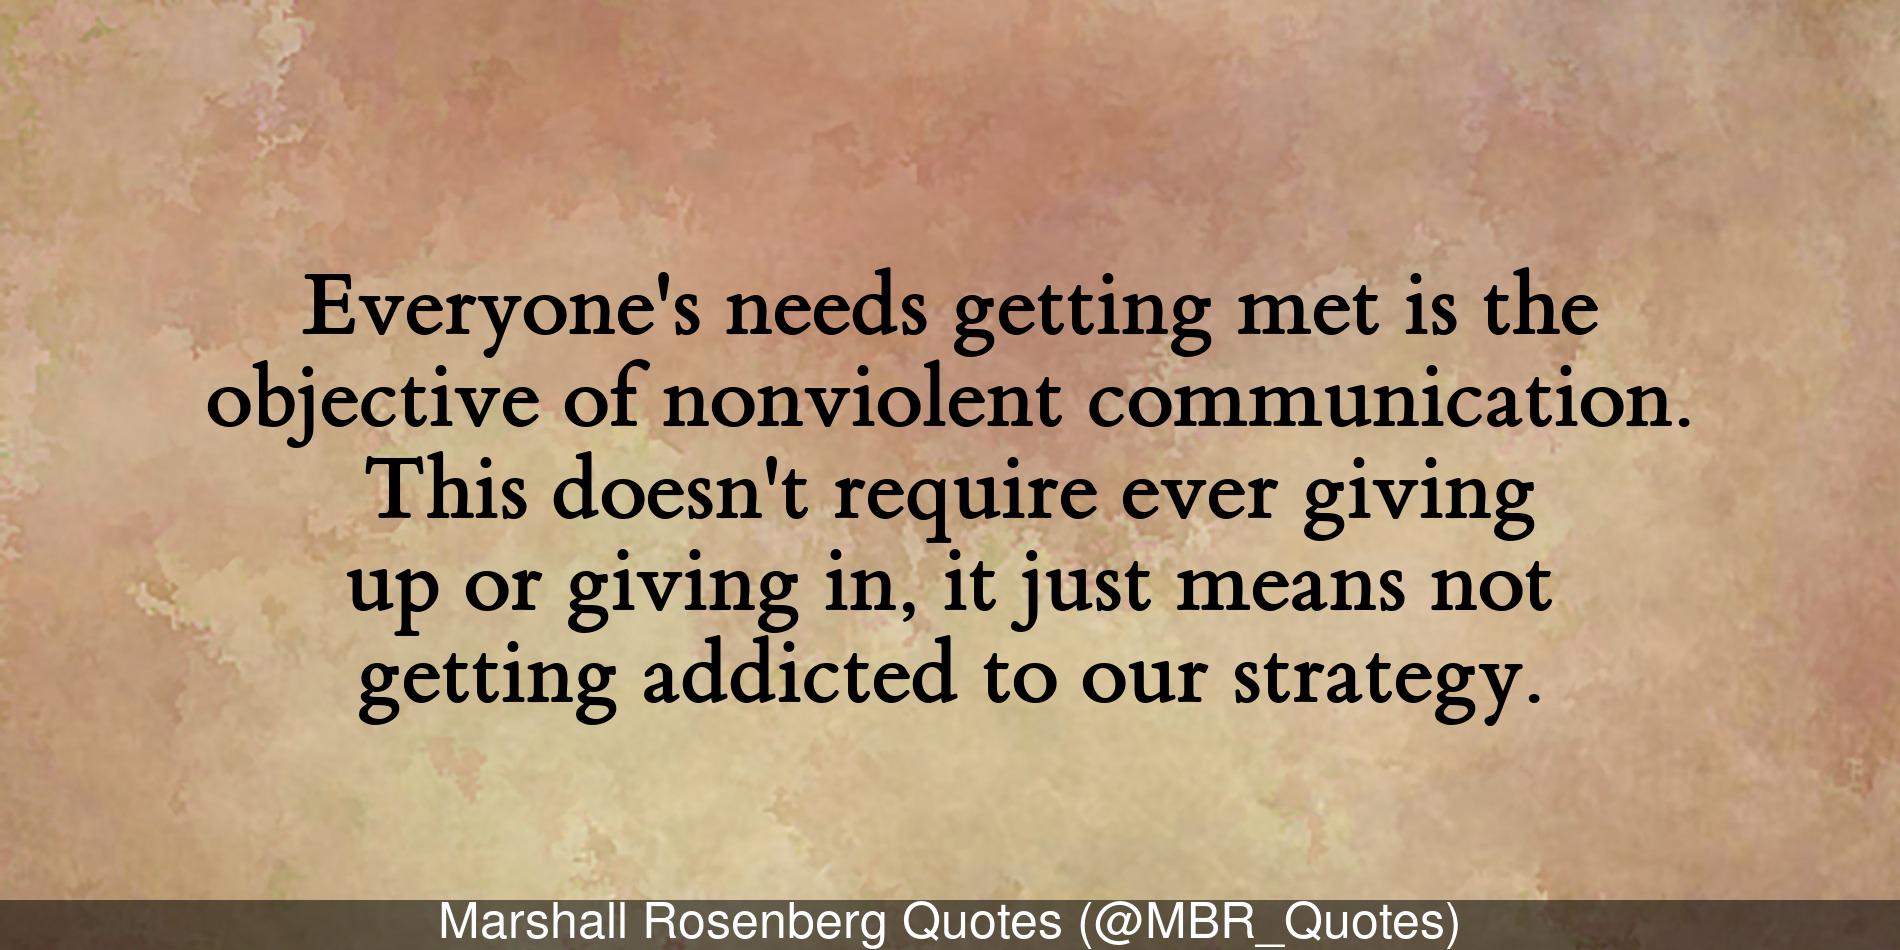 Everyone's needs getting met is the
objective of nonviolent communication.
This doesn't require ever giving
up or giving in, it just means not
getting addicted to our strategy.
Marshall Rosenberg Quotes (@MBR_Quotes)